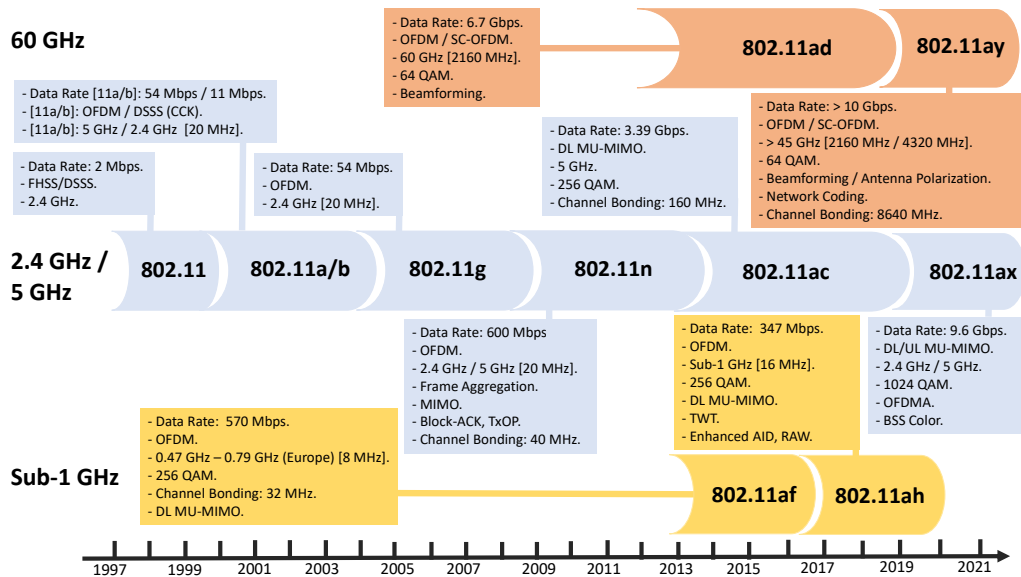 60 GHz
- Data Rate: 6.7 Gbps.
- OFDM / SC-OFDM.
- 60 GHz [2160 MHz].
- 64 QAM.
- Beamforming.
802.11ad
802.11ay
- Data Rate [11a/b]: 54 Mbps / 11 Mbps.
- [11a/b]: OFDM / DSSS (CCK).
- [11a/b]: 5 GHz / 2.4 GHz [20 MHz].
- Data Rate: 2 Mbps.
- FHSS/DSSS.
- 2.4 GHz.
- Data Rate: 54 Mbps.
- OFDM.
- 2.4 GHz [20 MHz].
- Data Rate: 3.39 Gbps.
- DL MU-MIMO.
- 5 GHz.
- 256 QAM.
- Channel Bonding: 160 MHz.
- Data Rate: > 10 Gbps.
- OFDM / SC-OFDM.
- > 45 GHz [2160 MHz / 4320 MHz].
- 64 QAM.
- Beamforming / Antenna Polarization.
- Network Coding.
- Channel Bonding: 8640 MHz.
2.4 GHz /
5 GHz
802.11
802.11a/b
802.11g
802.11n
802.11ac
802.11ax
- Data Rate: 600 Mbps
- OFDM.
- 2.4 GHz / 5 GHz [20 MHz].
- Frame Aggregation.
- MIMO.
- Block-ACK, TxOP.
- Channel Bonding: 40 MHz.
- Data Rate: 347 Mbps.
- OFDM.
- Sub-1 GHz [16 MHz].
- 256 QAM.
- DL MU-MIMO.
- TWT.
- Enhanced AID, RAW.
- Data Rate: 9.6 Gbps.
- DL/UL MU-MIMO.
- 2.4 GHz / 5 GHz.
- 1024 QAM.
- OFDMA.
- BSS Color.
- Data Rate: 570 Mbps.
- OFDM.
- 0.47 GHz – 0.79 GHz (Europe) [8 MHz].
- 256 QAM.
- Channel Bonding: 32 MHz.
- DL MU-MIMO.
Sub-1 GHz
802.11af
802.11ah
1997 1999 2001 2003 2005 2007 2009 2011 2013 2015 2017 2019 2021